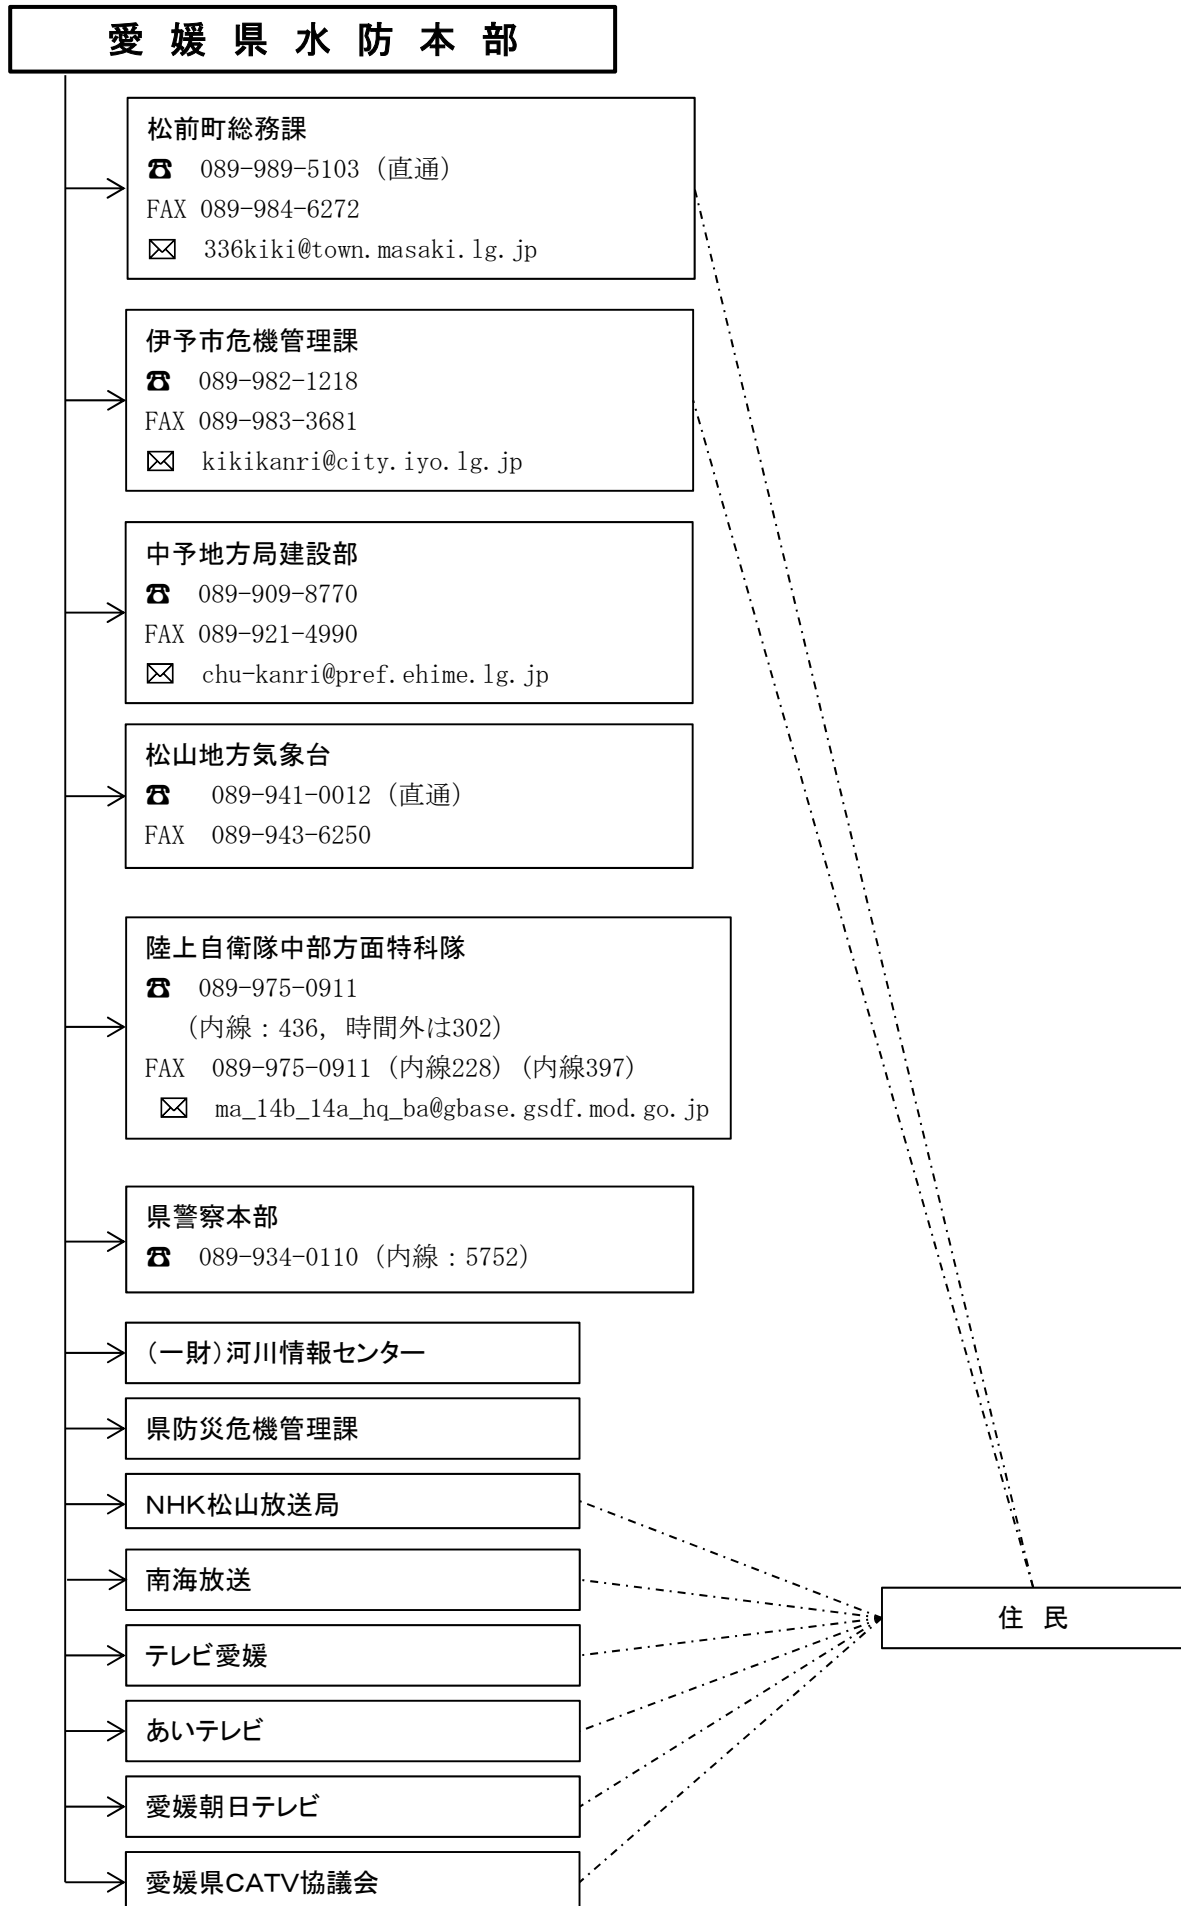 愛媛県水防本部
松前町総務課
☎ 089-989-5103（直通）
FAX 089-984-6272
✉ 336kiki@town.masaki.lg.jp
伊予市危機管理課
☎ 089-982-1218
FAX 089-983-3681
✉ kikikanri@city.iyo.lg.jp
中予地方局建設部
☎ 089-909-8770
FAX 089-921-4990
✉ chu-kanri@pref.ehime.lg.jp
松山地方気象台
☎ 089-941-0012（直通）
FAX 089-943-6250
陸上自衛隊中部方面特科隊
☎ 089-975-0911
（内線：436，時間外は302）
FAX 089-975-0911（内線228）（内線397）
✉ ma_14b_14a_hq_ba@gbase.gsdf.mod.go.jp
県警察本部
☎ 089-934-0110（内線：5752）
（一財）河川情報センター
県防災危機管理課
NHK松山放送局
南海放送
住民
テレビ愛媛
あいテレビ
愛媛朝日テレビ
愛媛県CATV協議会